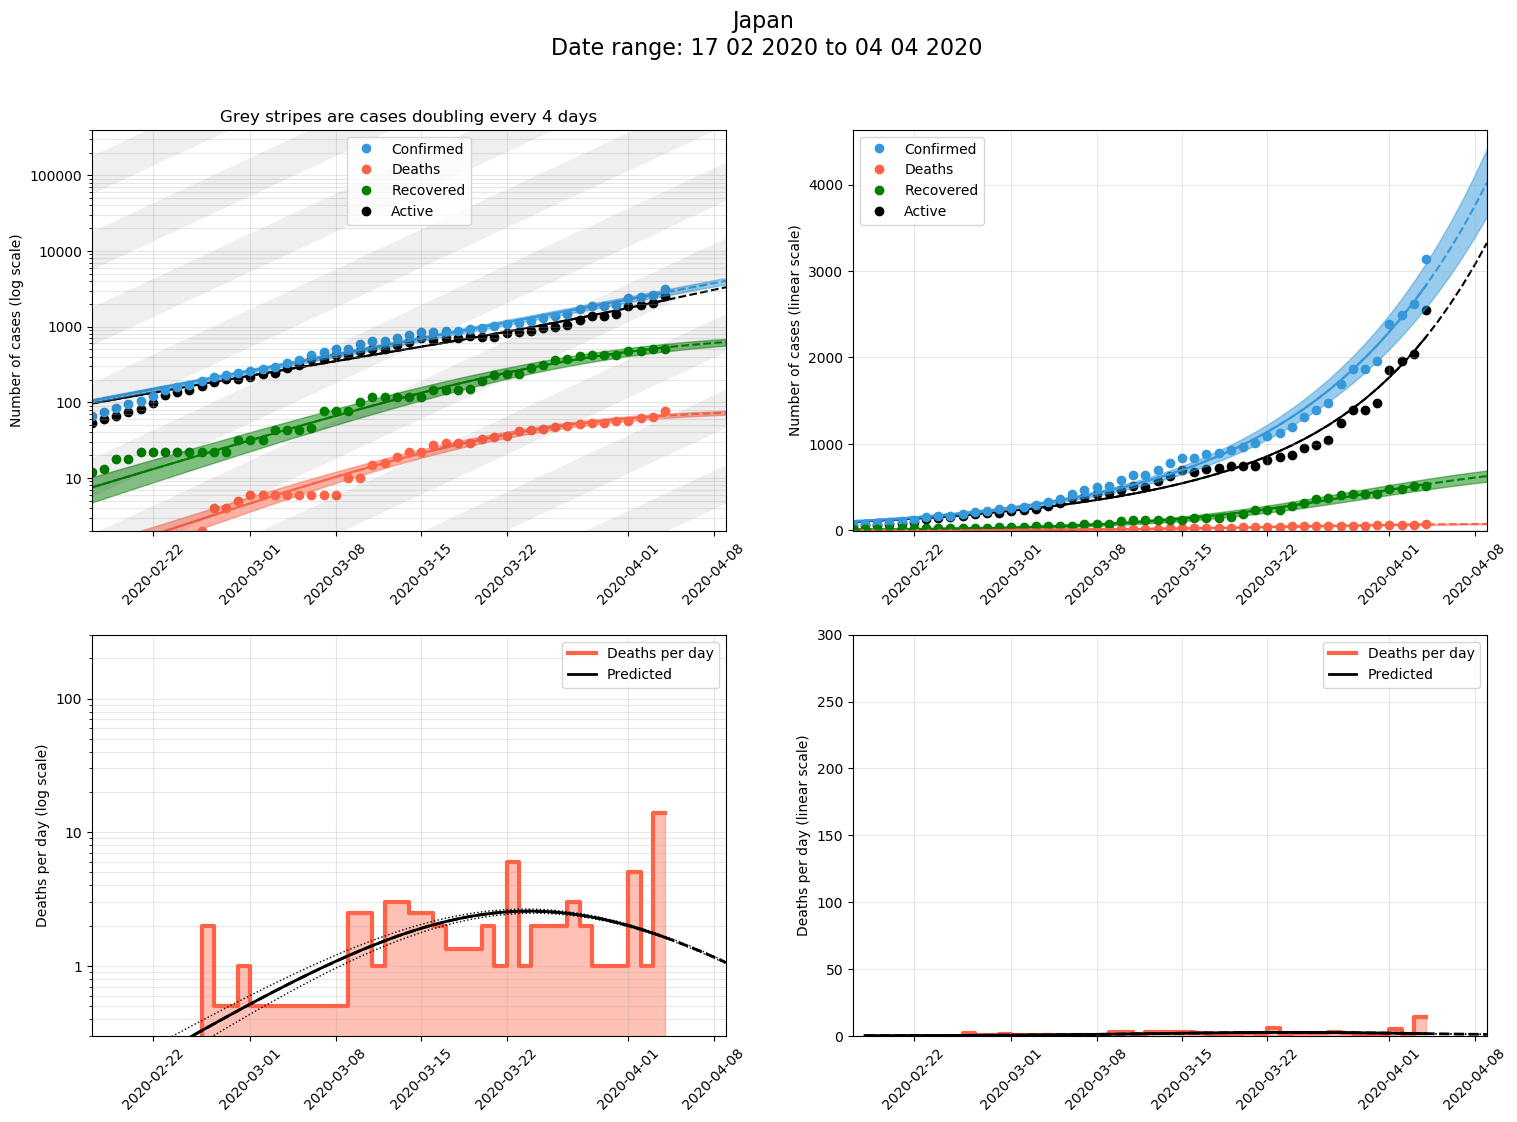 Japan
Date range: 17 02 2020 to 04 04 2020
Grey stripes are cases doubling every 4 days
Number of cases (log scale)
100000
10000
1000
100
10
Confirmed
Deaths
Recovered
Active
2020-02-22
2020-03-01
2020-03-08
2020-03-15
2020-03-22
2020-04-01
2020-04-08
Number of cases (linear scale)
4000
3000
2000
1000
0
Confirmed
Deaths
Recovered
Active
2020-02-22
2020-03-01
2020-03-08
2020-03-15
2020-03-22
2020-04-01
2020-04-08
Deaths per day (log scale)
100
10
1
Deaths per day
Predicted
2020-02-22
2020-03-01
2020-03-08
2020-03-15
2020-03-22
2020-04-01
2020-04-08
Deaths per day (linear scale)
300
250
200
150
100
50
0
Deaths per day
Predicted
2020-02-22
2020-03-01
2020-03-08
2020-03-15
2020-03-22
2020-04-01
2020-04-08